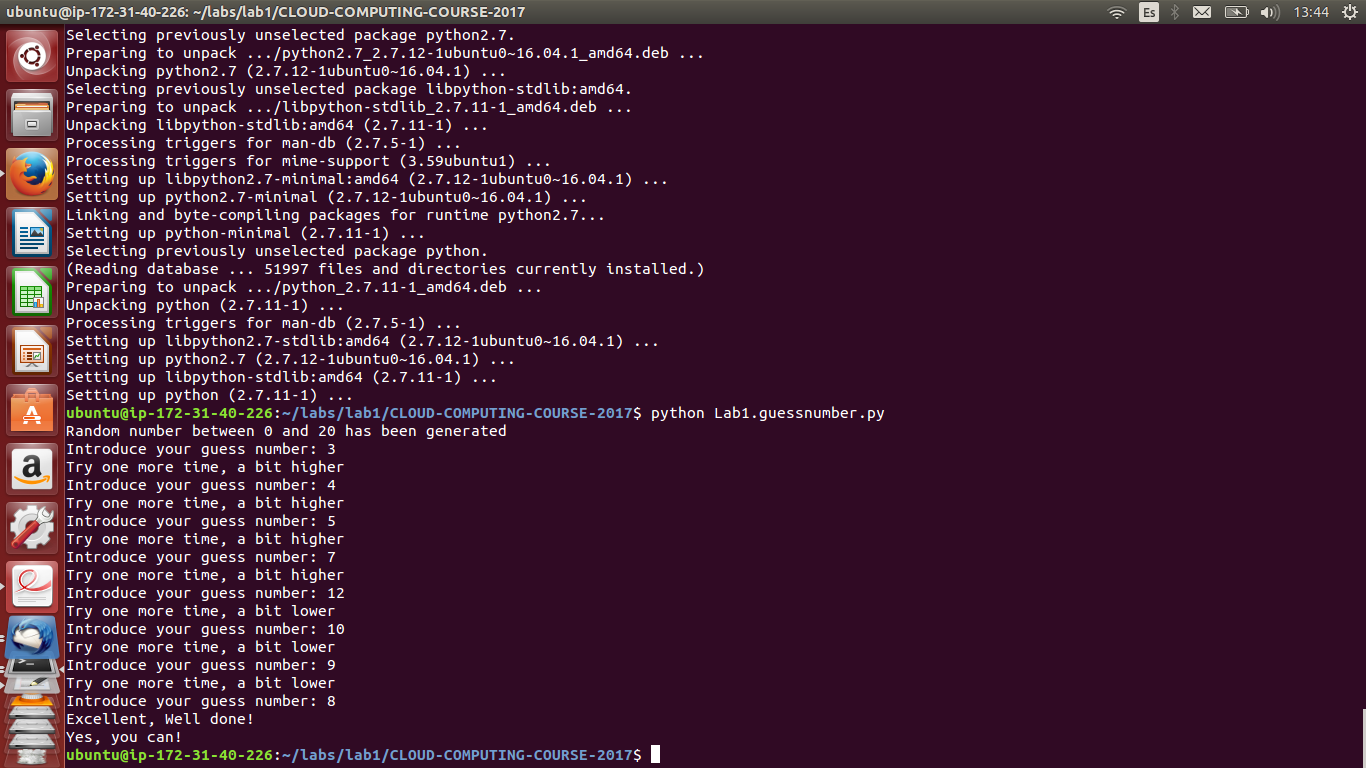 ubuntu@ip-172-31-40-226: ~/labs/lab1/CLOUD-COMPUTING-COURSE-2017
Es
13:44
Selecting previously unselected package python2.7.
Preparing to unpack .../python2.7_2.7.12-1ubuntu0~16.04.1_amd64.deb ...
Unpacking python2.7 (2.7.12-1ubuntu0~16.04.1) ...
Selecting previously unselected package libpython-stdlib:amd64.
Preparing to unpack .../libpython-stdlib_2.7.11-1_amd64.deb ...
Unpacking libpython-stdlib:amd64 (2.7.11-1) ...
Processing triggers for man-db (2.7.5-1) ...
Processing triggers for mime-support (3.59ubuntu1) ...
Setting up libpython2.7-minimal:amd64 (2.7.12-1ubuntu0~16.04.1) ...
Setting up python2.7-minimal (2.7.12-1ubuntu0~16.04.1) ...
Linking and byte-compiling packages for runtime python2.7...
Setting up python-minimal (2.7.11-1) ...
Selecting previously unselected package python.
(Reading database ... 51997 files and directories currently installed.)
Preparing to unpack .../python_2.7.11-1_amd64.deb ...
Unpacking python (2.7.11-1) ...
Processing triggers for man-db (2.7.5-1) ...
Setting up libpython2.7-stdlib:amd64 (2.7.12-1ubuntu0~16.04.1) ...
Setting up python2.7 (2.7.12-1ubuntu0~16.04.1) ...
Setting up libpython-stdlib:amd64 (2.7.11-1) ...
Setting up python (2.7.11-1) ...
ubuntu@ip-172-31-40-226:~/labs/lab1/CLOUD-COMPUTING-COURSE-2017$ python Lab1.guessnumber.py
Random number between 0 and 20 has been generated
Introduce your guess number: 3
Try one more time, a bit higher
Introduce your guess number: 4
Try one more time, a bit higher
Introduce your guess number: 5
Try one more time, a bit higher
Introduce your guess number: 7
Try one more time, a bit higher
Introduce your guess number: 12
Try one more time, a bit lower
Introduce your guess number: 10
Try one more time, a bit lower
Introduce your guess number: 9
Try one more time, a bit lower
Introduce your guess number: 8
Excellent, Well done!
Yes, you can!
ubuntu@ip-172-31-40-226:~/labs/lab1/CLOUD-COMPUTING-COURSE-2017$